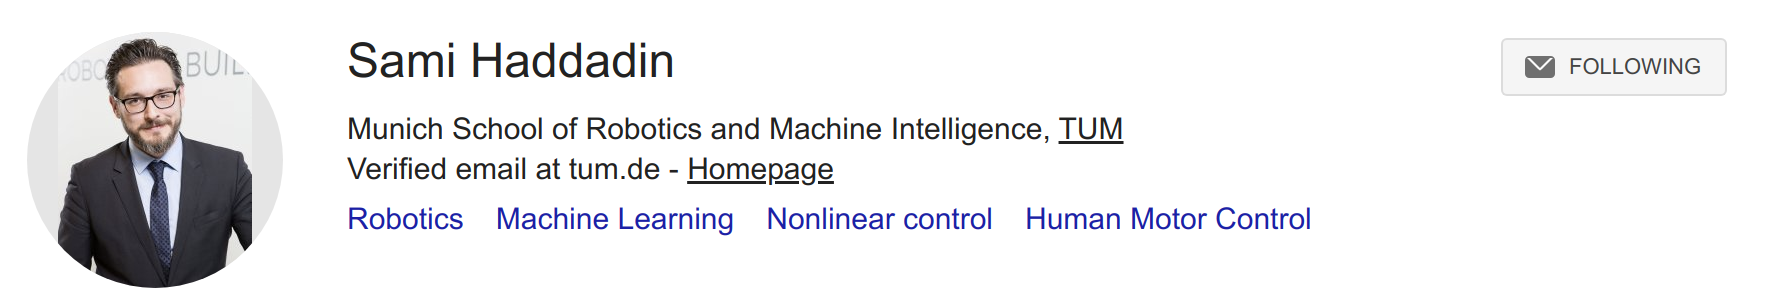 ROBO BUIL
Sami Haddadin
FOLLOWING
Munich School of Robotics and Machine Intelligence, TUM
Verified email at tum.de - Homepage
Robotics Machine Learning Nonlinear control Human Motor Control